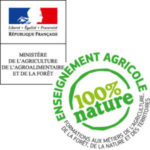 Liberté • Égalité • Fraternité
RÉPUBLIQUE FRANÇAISE
MINISTÈRE
DE L'AGRICULTURE
DE L'AGROALIMENTAIRE
ET DE LA FORÊT
ENSEIGNEMENT AGRICOLE
100%
nature
FORMATIONS AUX MÉTIERS DE L'AGRICULTURE,
DE LA FORÊT, DE LA NATURE ET DES TERRITOIRES